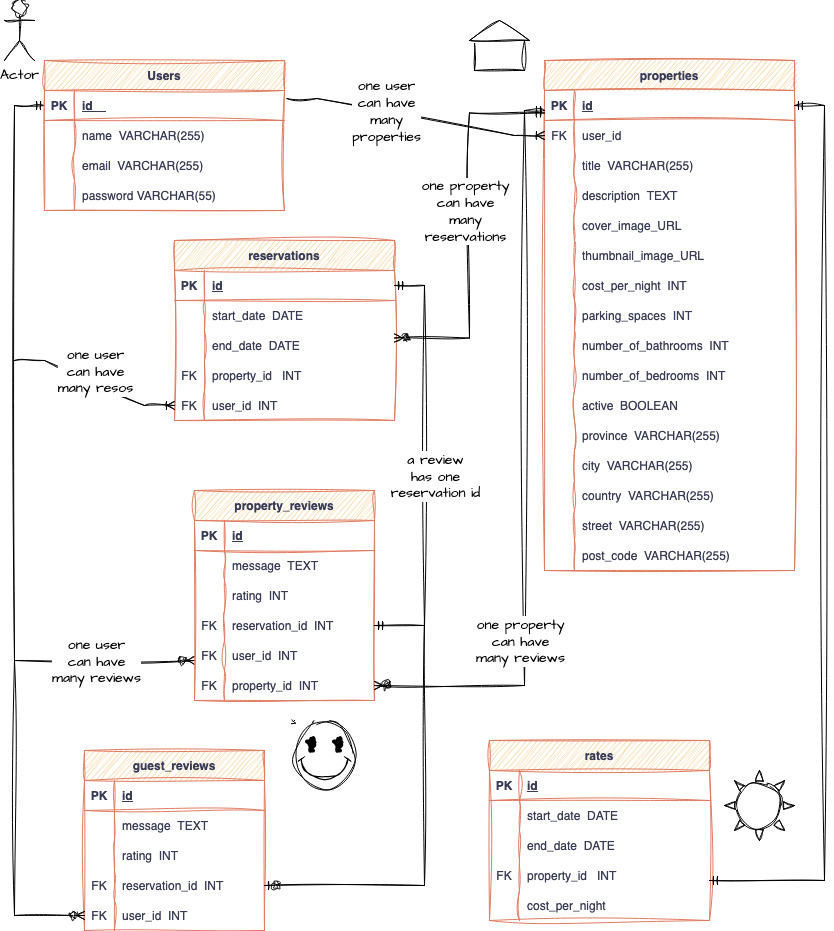 Actor
Users
PK id
name VARCHAR(255)
email VARCHAR(255)
password VARCHAR(55)
one user
can have
many
properties
properties
PK id
FK user_id
title VARCHAR(255)
description TEXT
cover_image_URL
thumbnail_image_URL
cost_per_night INT
parking_spaces INT
number_of_bathrooms INT
number_of_bedrooms INT
active BOOLEAN
province VARCHAR(255)
city VARCHAR(255)
country VARCHAR(255)
street VARCHAR(255)
post_code VARCHAR(255)
one property
can have
many
reservations
reservations
PK id
start_date DATE
end_date DATE
FK property_id INT
FK user_id INT
one user
can have
many resos
a review
has one
reservation id
property_reviews
PK id
message TEXT
rating INT
FK reservation_id INT
FK user_id INT
FK property_id INT
one user
can have
many reviews
one property
can have
many reviews
guest_reviews
PK id
message TEXT
rating INT
FK reservation_id INT
FK user_id INT
rates
PK id
start_date DATE
end_date DATE
FK property_id INT
cost_per_night